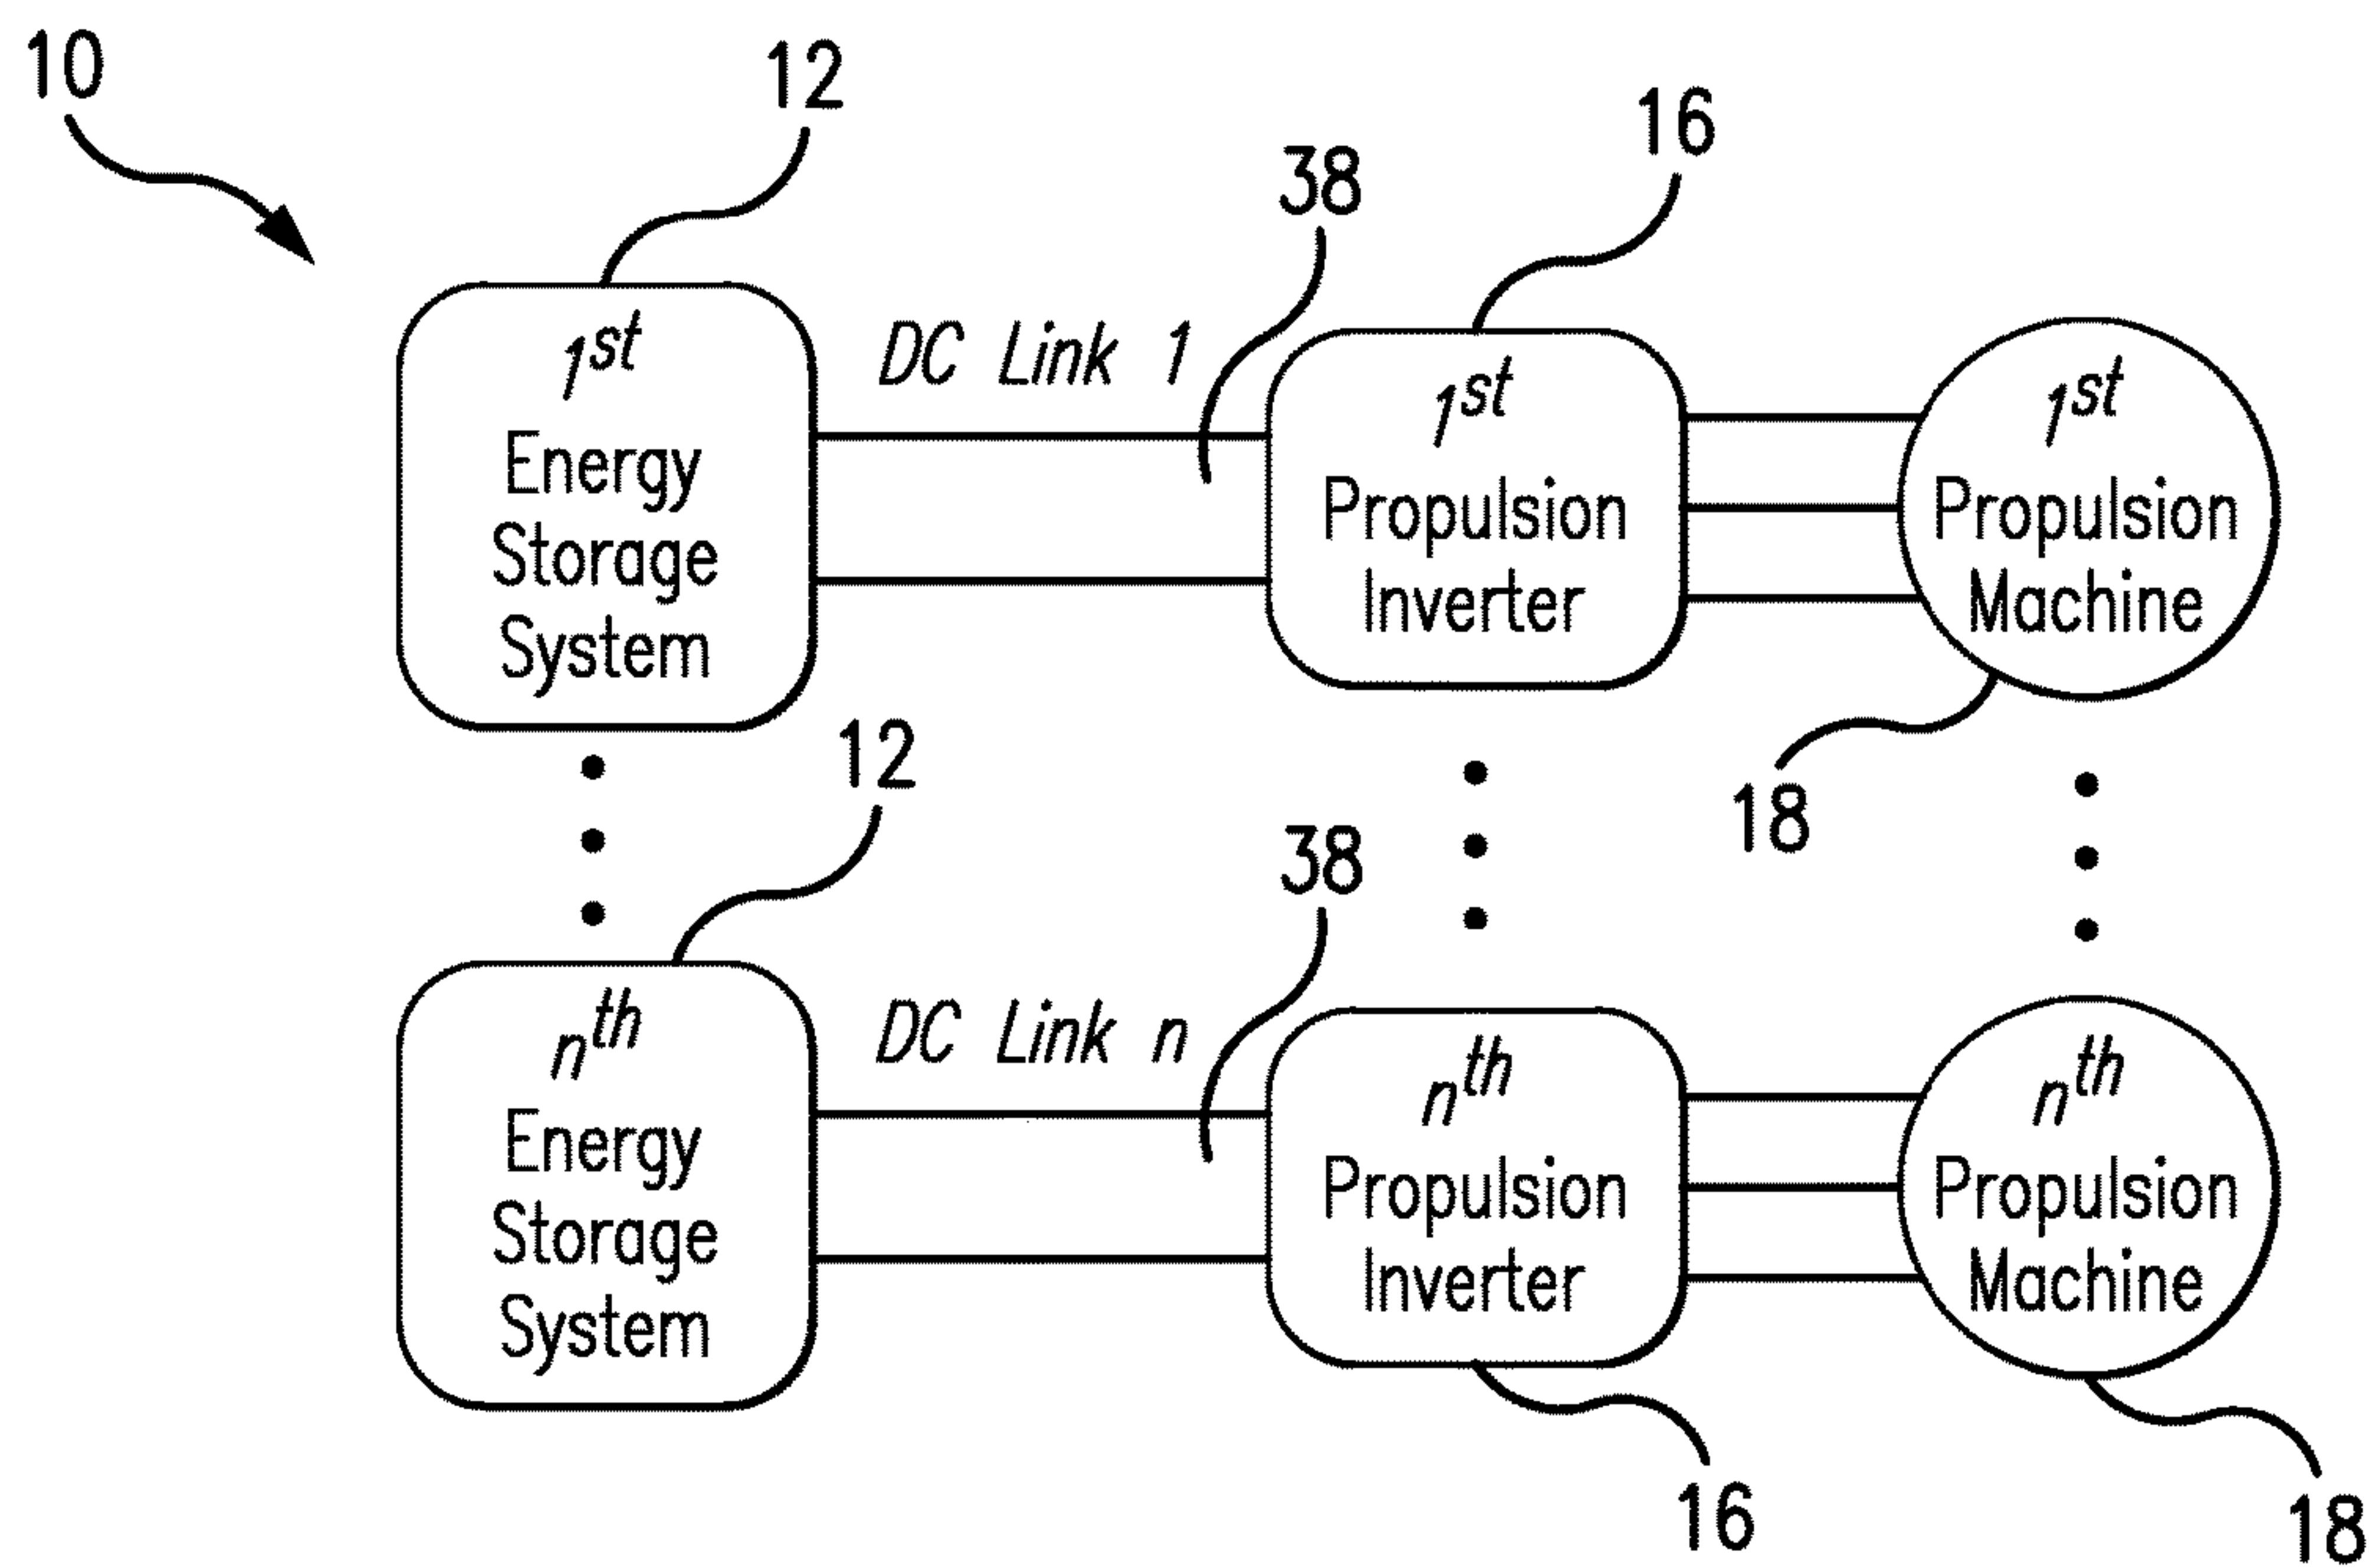 10
12
38
16
1st
Energy
Storage
System
DC Link 1
1st
Propulsion
Inverter
1st
Propulsion
Machine
18
12
38
nth
Energy
Storage
System
DC Link n
nth
Propulsion
Inverter
nth
Propulsion
Machine
16
18